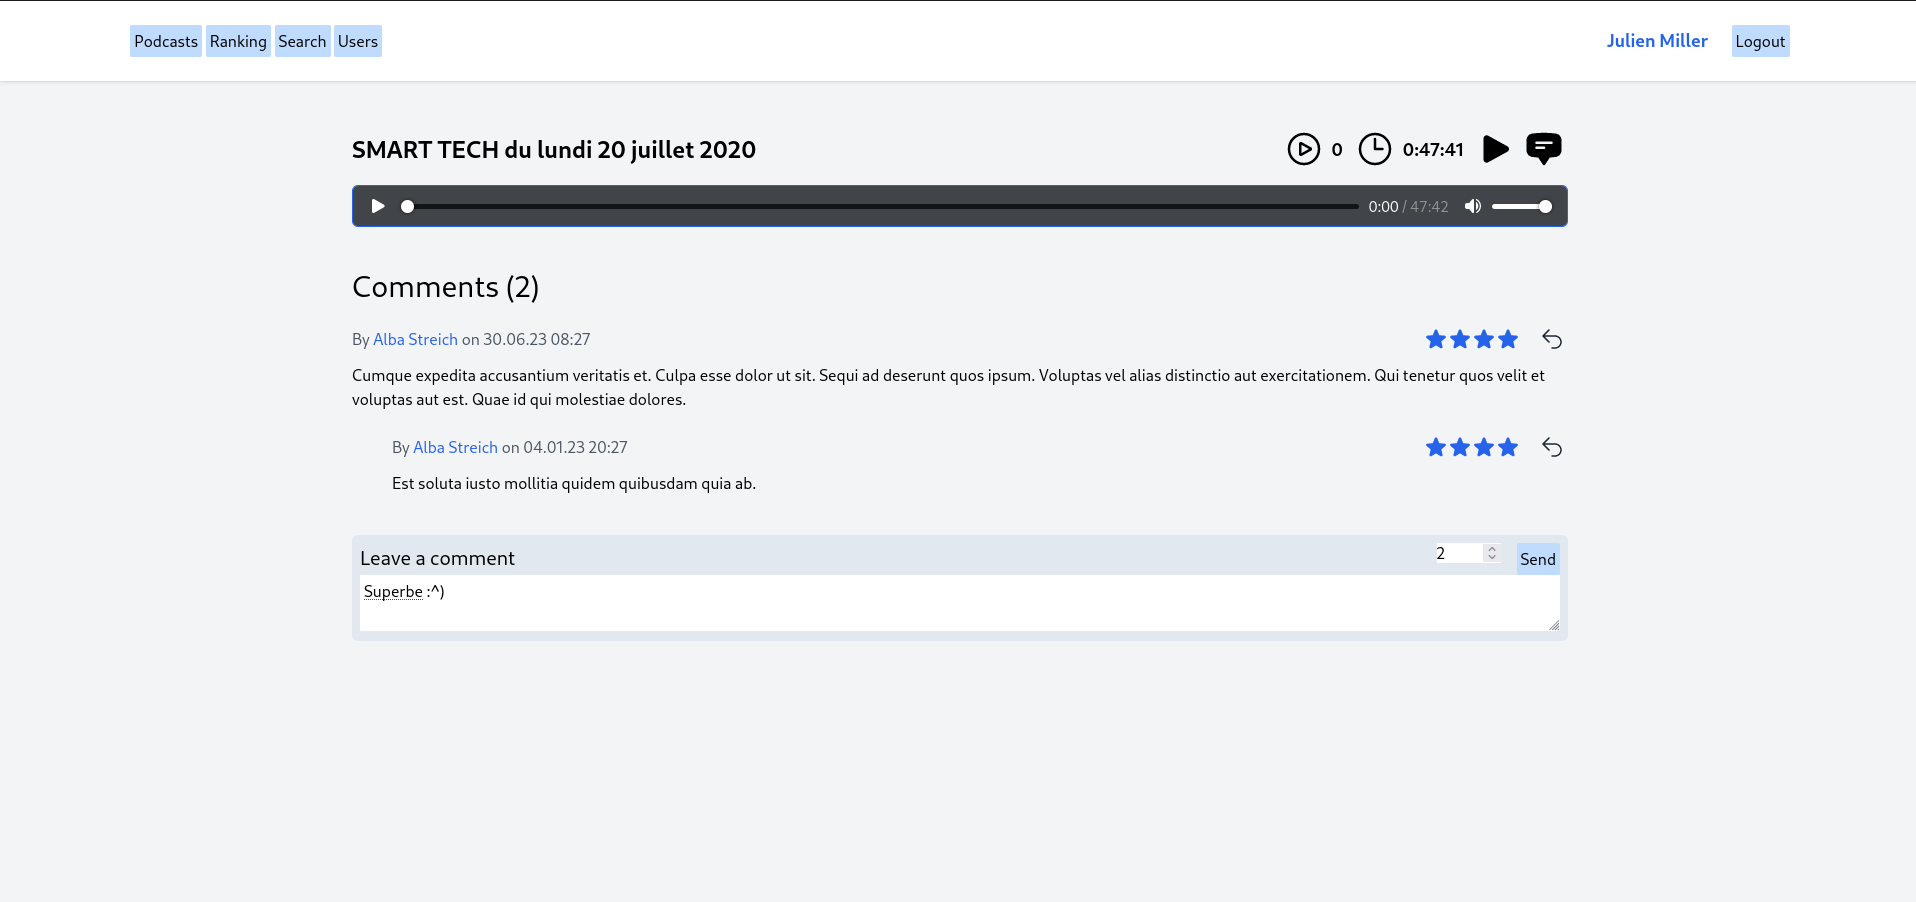 Podcasts Ranking Search Users Julien Miller Logout
SMART TECH du lundi 20 juillet 2020 0 0:47:41
0:00 / 47:42
Comments (2)
By Alba Streich on 30.06.23 08:27
Cumque expedita accusantium veritatis et. Culpa esse dolor ut sit. Sequi ad deserunt quos ipsum. Voluptas vel alias distinctio aut exercitationem. Qui tenetur quos velit et
voluptas aut est. Quae id qui molestiae dolores.
By Alba Streich on 04.01.23 20:27
Est soluta iusto mollitia quidem quibusdam quia ab.
Leave a comment 2 Send
Superbe :^)